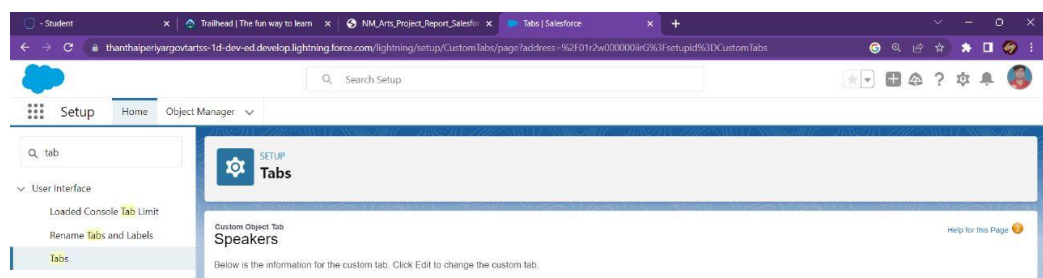 - Student
Trailhead | The fun way to learn
NM_Arts_Project_Report_Salesfor
Tabs | Salesforce
thanthaiperiyargovtartss-1d-dev-ed.develop.lightning.force.com/lightning/setup/CustomTabs/page?address=%2F01r2w000000iirG%3Fsetupid%3DCustomTabs
Search Setup
Setup Home Object Manager
tab
User Interface
Loaded Console Tab Limit
Rename Tabs and Labels
Tabs
SETUP
Tabs
Custom Object Tab
Speakers
Help for this Page
Below is the information for the custom tab. Click Edit to change the custom tab.